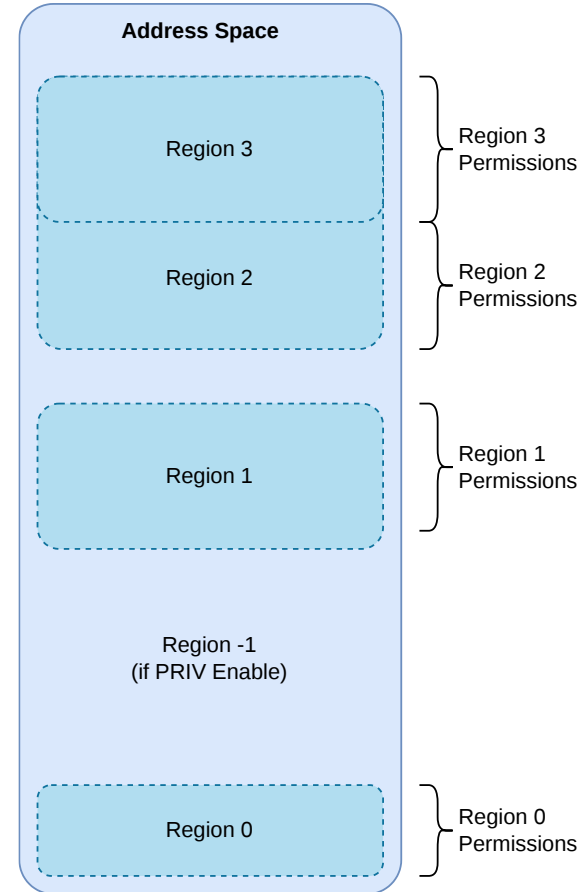 Address Space
Region 3
Region 3
Permissions
Region 2
Region 2
Permissions
Region 1
Region 1
Permissions
Region -1
(if PRIV Enable)
Region 0
Region 0
Permissions